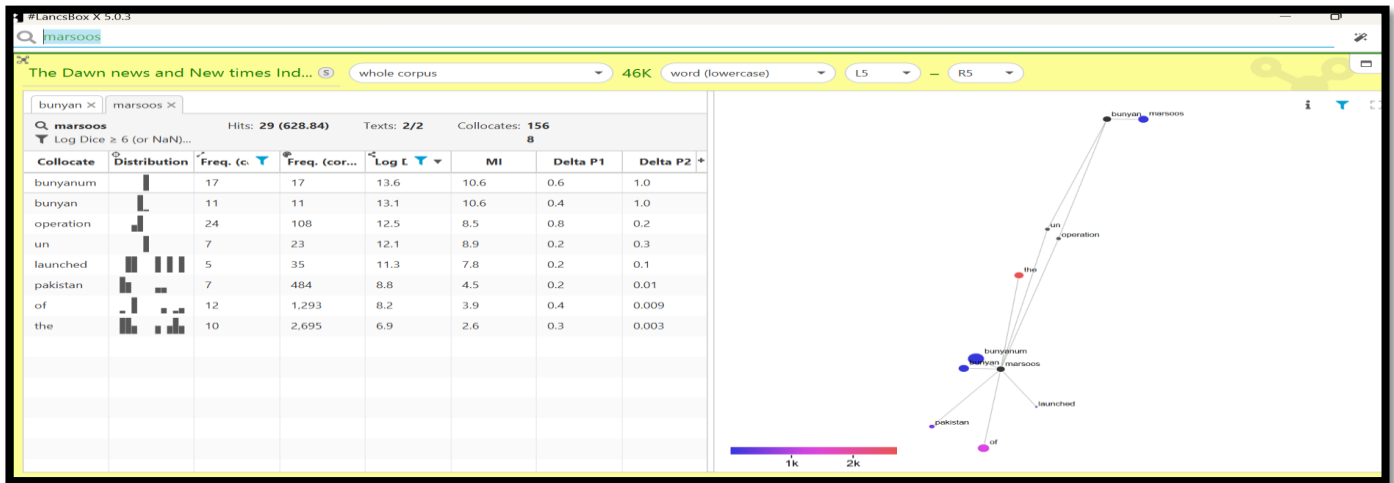 #LancsBox X 5.0.3
marsoos
The Dawn news and New times Ind... S whole corpus 46K word (lowercase) L5 – R5
bunyan × marsoos ×
marsoos Hits: 29 (628.84) Texts: 2/2 Collocates: 156
Log Dice ≥ 6 (or NaN)... 8
Collocate Distribution Freq. (c Freq. (cor... Log D MI Delta P1 Delta P2 +
bunyanum 17 17 13.6 10.6 0.6 1.0
bunyan 11 11 13.1 10.6 0.4 1.0
operation 24 108 12.5 8.5 0.8 0.2
un 7 23 12.1 8.9 0.2 0.3
launched 5 35 11.3 7.8 0.2 0.1
pakistan 7 484 8.8 4.5 0.2 0.01
of 12 1,293 8.2 3.9 0.4 0.009
the 10 2,695 6.9 2.6 0.3 0.003
i
bunyan marsoos
un
operation
the
bunyanum
bunyan marsoos
launched
pakistan
of
1k 2k